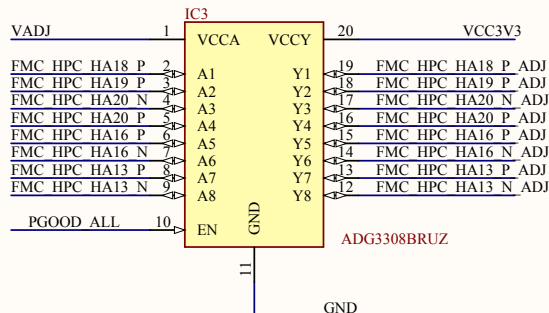 IC3
VADJ 1 VCCA VCCY 20 VCC3V3
FMC_HPC_HA18_P 2 A1 Y1 19 FMC_HPC_HA18_P_ADJ
FMC_HPC_HA19_P 3 A2 Y2 18 FMC_HPC_HA19_P_ADJ
FMC_HPC_HA20_N 4 A3 Y3 17 FMC_HPC_HA20_N_ADJ
FMC_HPC_HA20_P 5 A4 Y4 16 FMC_HPC_HA20_P_ADJ
FMC_HPC_HA16_P 6 A5 Y5 15 FMC_HPC_HA16_P_ADJ
FMC_HPC_HA16_N 7 A6 Y6 14 FMC_HPC_HA16_N_ADJ
FMC_HPC_HA13_P 8 A7 Y7 13 FMC_HPC_HA13_P_ADJ
FMC_HPC_HA13_N 9 A8 Y8 12 FMC_HPC_HA13_N_ADJ
PGOOD_ALL 10 EN GND
ADG3308BRUZ
11
GND